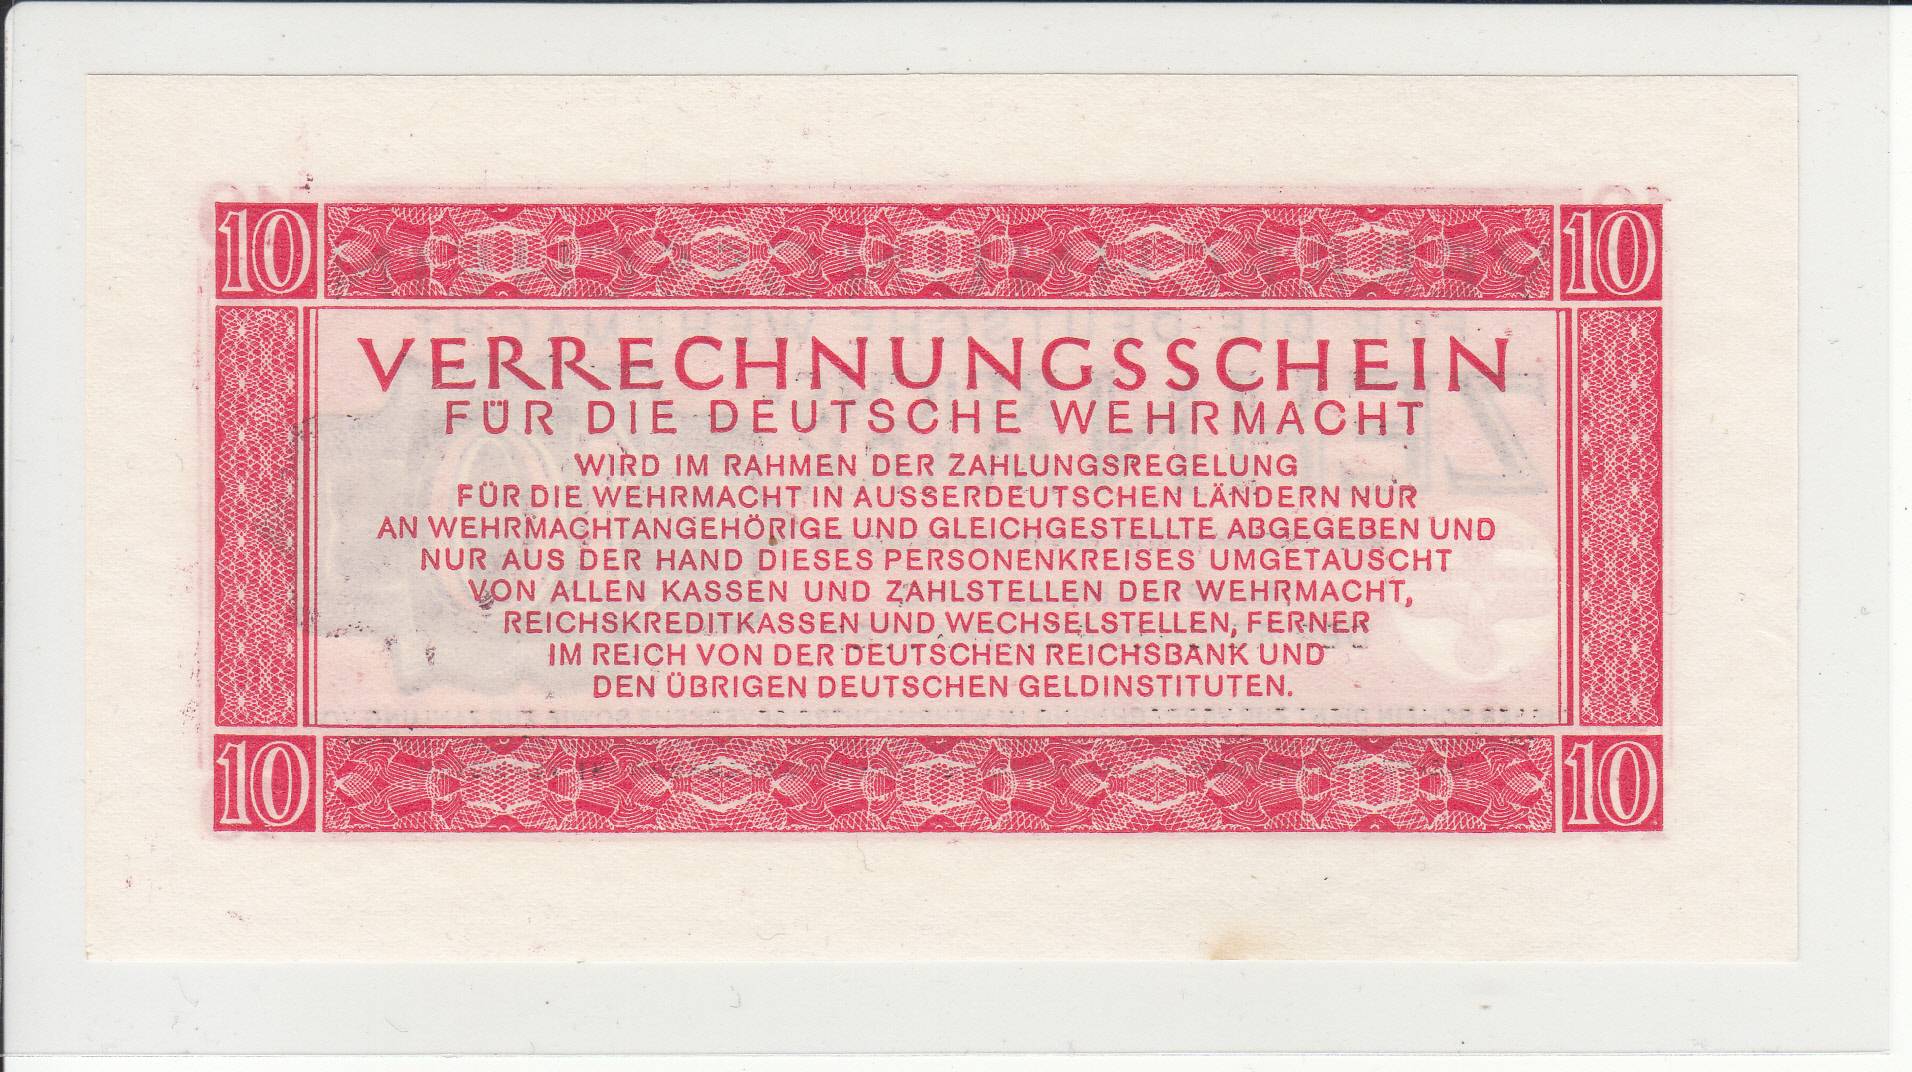 10 10
VERRECHNUNGSSCHEIN
FÜR DIE DEUTSCHE WEHRMACHT
WIRD IM RAHMEN DER ZAHLUNGSREGELUNG
FÜR DIE WEHRMACHT IN AUSSERDEUTSCHEN LÄNDERN NUR
AN WEHRMACHTANGEHÖRIGE UND GLEICHGESTELLTE ABGEGEBEN UND
NUR AUS DER HAND DIESES PERSONENKREISES UMGETAUSCHT
VON ALLEN KASSEN UND ZAHLSTELLEN DER WEHRMACHT,
REICHSKREDITKASSEN UND WECHSELSTELLEN, FERNER
IM REICH VON DER DEUTSCHEN REICHSBANK UND
DEN ÜBRIGEN DEUTSCHEN GELDINSTITUTEN.
10 10